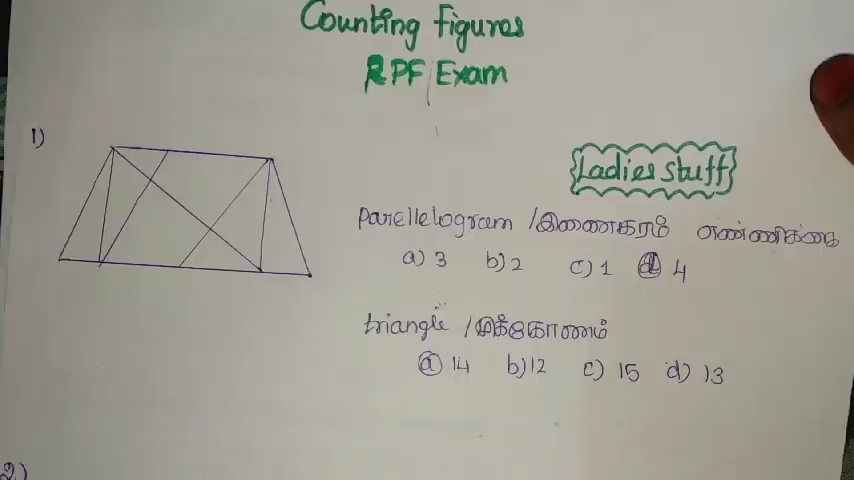 Counting figures
RPF Exam
1)
Ladies stuff
parellelogram /இணைகரம் எண்ணிக்கை
a) 3 b) 2 c) 1 d) 4
triangle /முக்கோணம்
a) 14 b) 12 c) 15 d) 13
2)